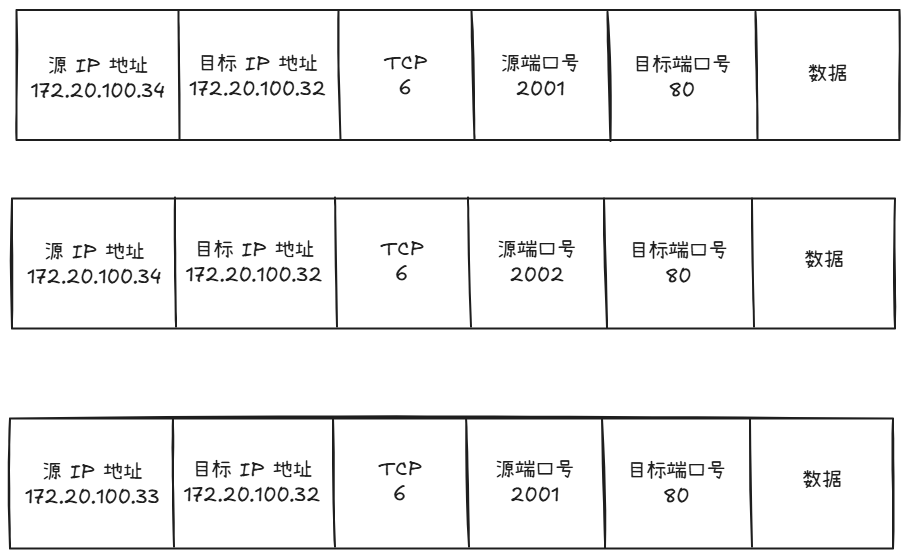 源 IP 地址
172.20.100.34
目标 IP 地址
172.20.100.32
TCP
6
源端口号
2001
目标端口号
80
数据
源 IP 地址
172.20.100.34
目标 IP 地址
172.20.100.32
TCP
6
源端口号
2002
目标端口号
80
数据
源 IP 地址
172.20.100.33
目标 IP 地址
172.20.100.32
TCP
6
源端口号
2001
目标端口号
80
数据